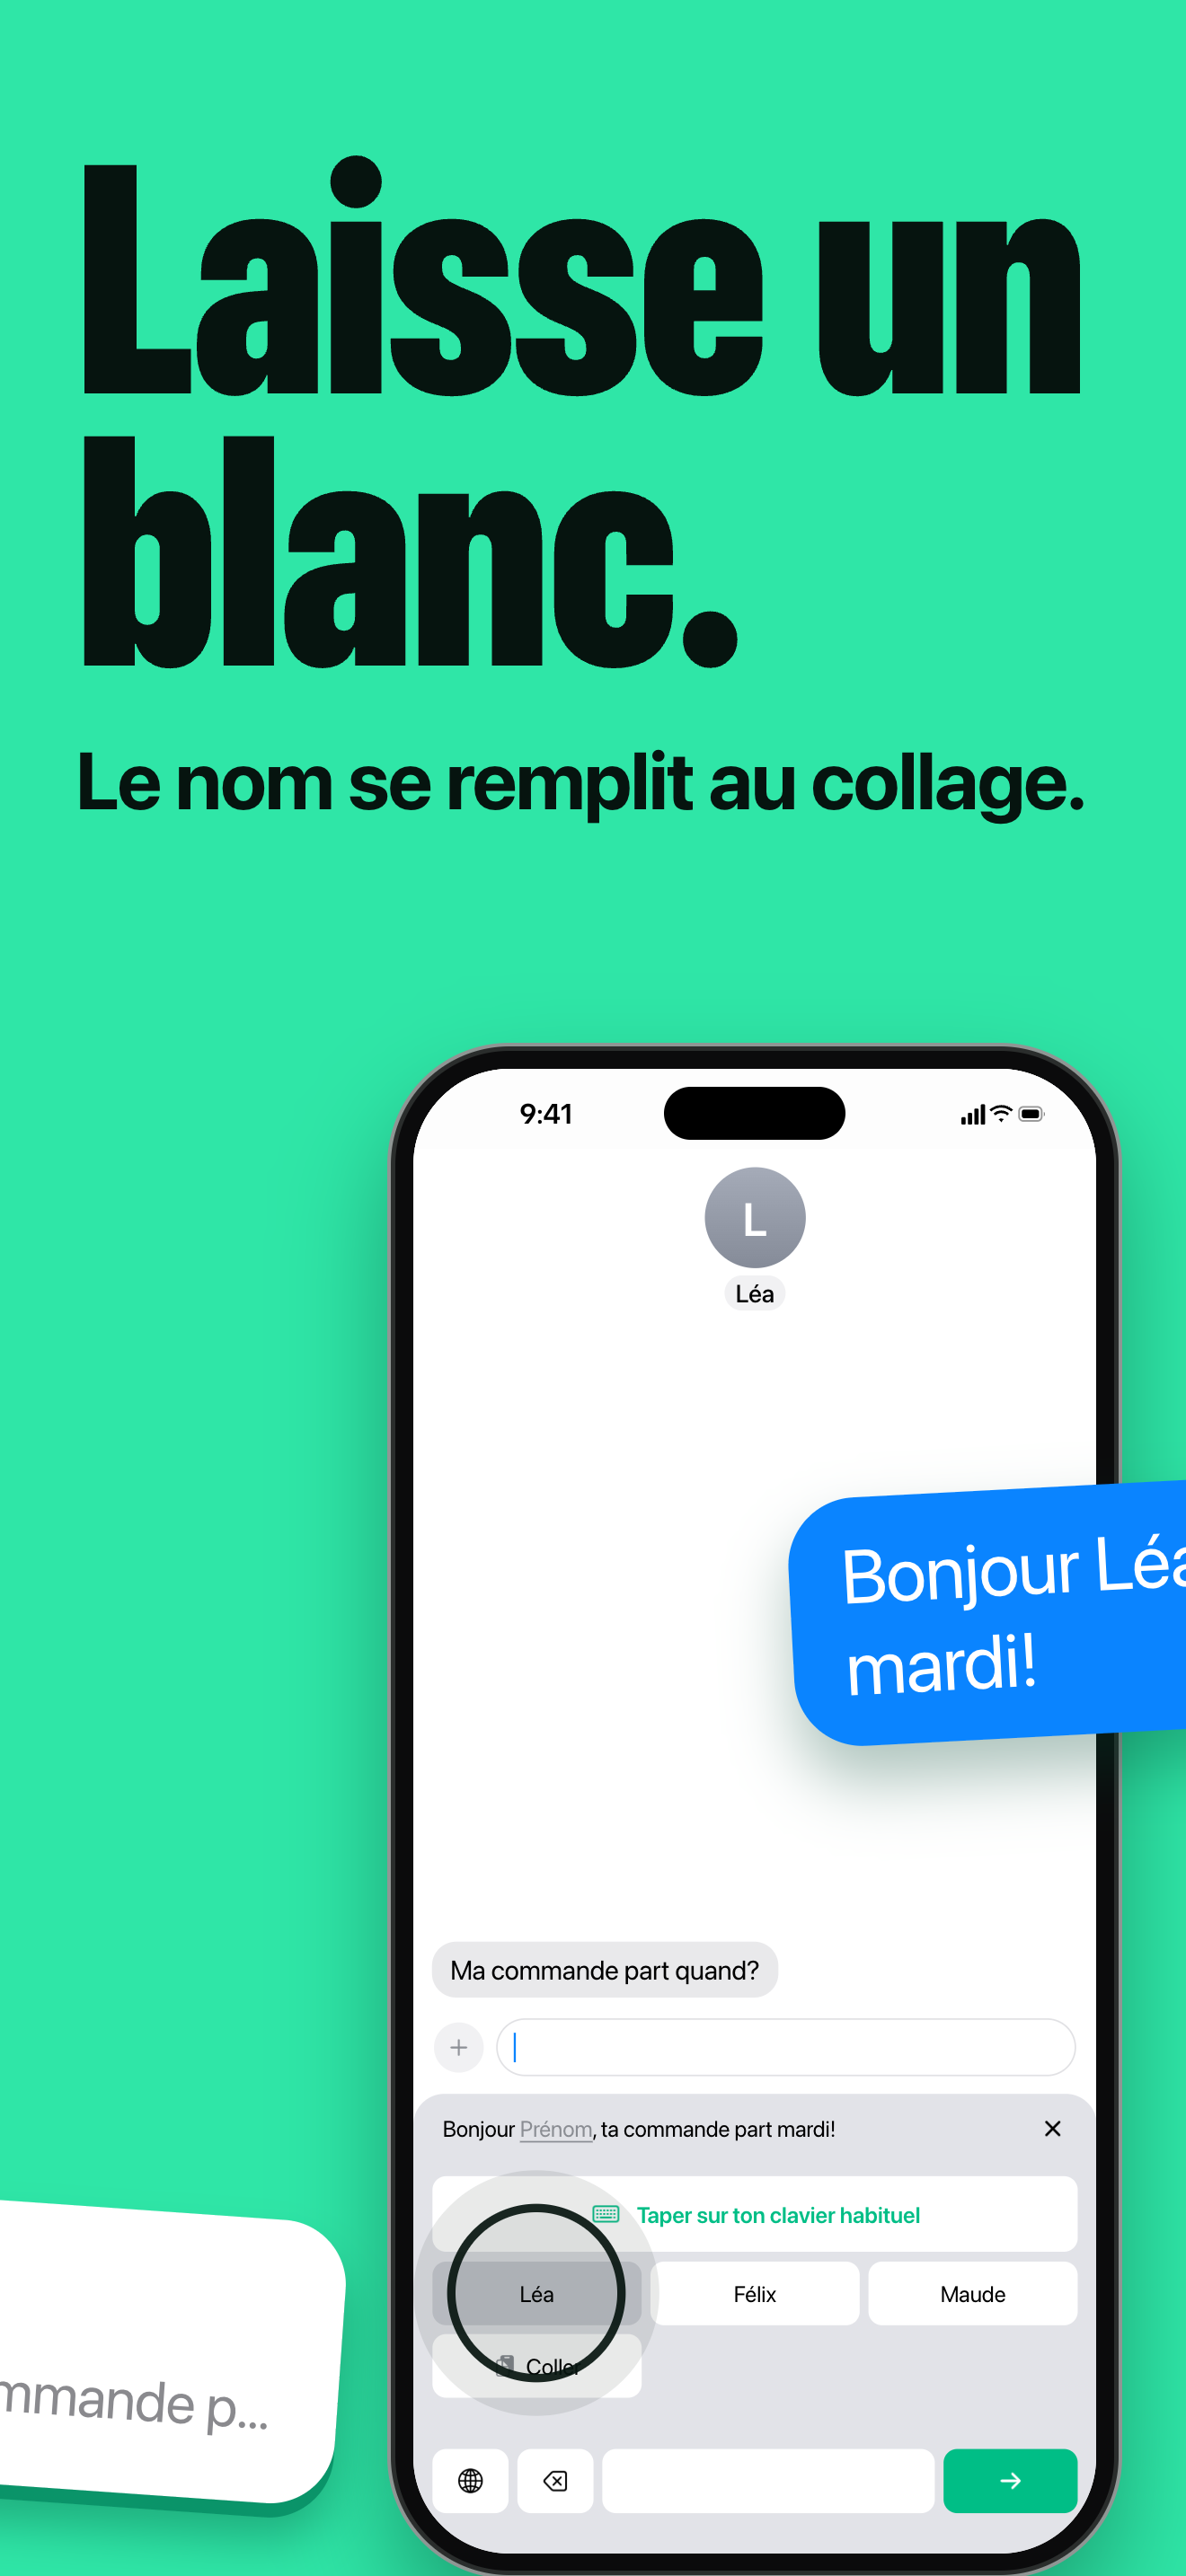 Laisse un
blanc.
Le nom se remplit au collage.
9:41
L
Léa
Bonjour Léa
mardi!
Ma commande part quand?
Bonjour Prénom, ta commande part mardi!
Taper sur ton clavier habituel
Léa
Félix
Maude
mmande p...
Coller